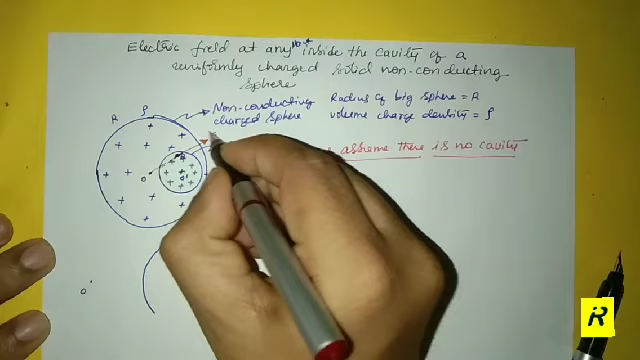 Electric field at any point inside the cavity of a
uniformly charged solid non-conducting
sphere
R ρ Non-conducting Radius of big sphere = R
charged sphere volume charge density = ρ
assume there is no cavity
O
O'
R